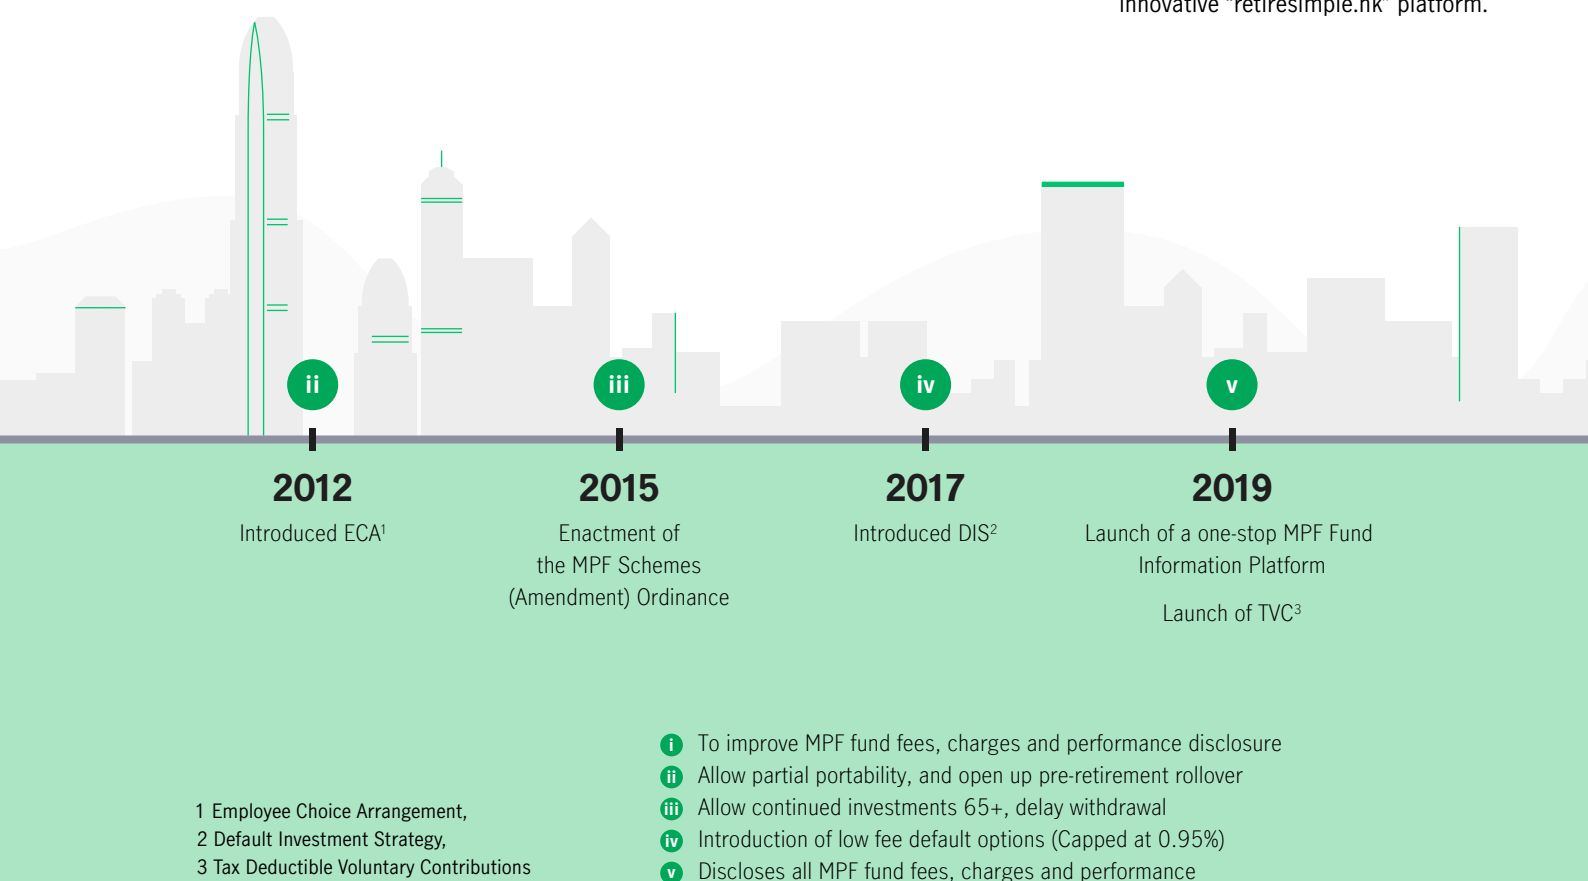 innovative "retiresimple.hk" platform.
ii
iii
iv
v
2012
Introduced ECA1
2015
Enactment of
the MPF Schemes
(Amendment) Ordinance
2017
Introduced DIS2
2019
Launch of a one-stop MPF Fund
Information Platform
Launch of TVC3
1 Employee Choice Arrangement,
2 Default Investment Strategy,
3 Tax Deductible Voluntary Contributions
i To improve MPF fund fees, charges and performance disclosure
ii Allow partial portability, and open up pre-retirement rollover
iii Allow continued investments 65+, delay withdrawal
iv Introduction of low fee default options (Capped at 0.95%)
v Discloses all MPF fund fees, charges and performance